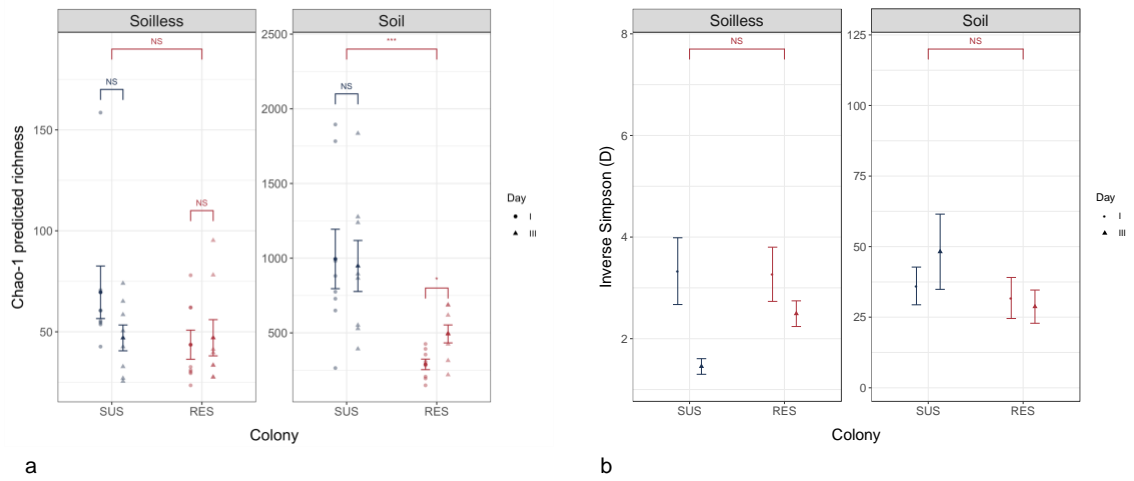 Soilless
Soil
Chao-1 predicted richness
150
100
50
NS
NS
NS
2500
2000
1500
1000
500
***
NS
*
SUS
RES
SUS
RES
Colony
Day
I
III
a
Soilless
Soil
Inverse Simpson (D)
8
6
4
2
NS
125
100
75
50
25
0
NS
SUS
RES
SUS
RES
Colony
Day
I
III
b